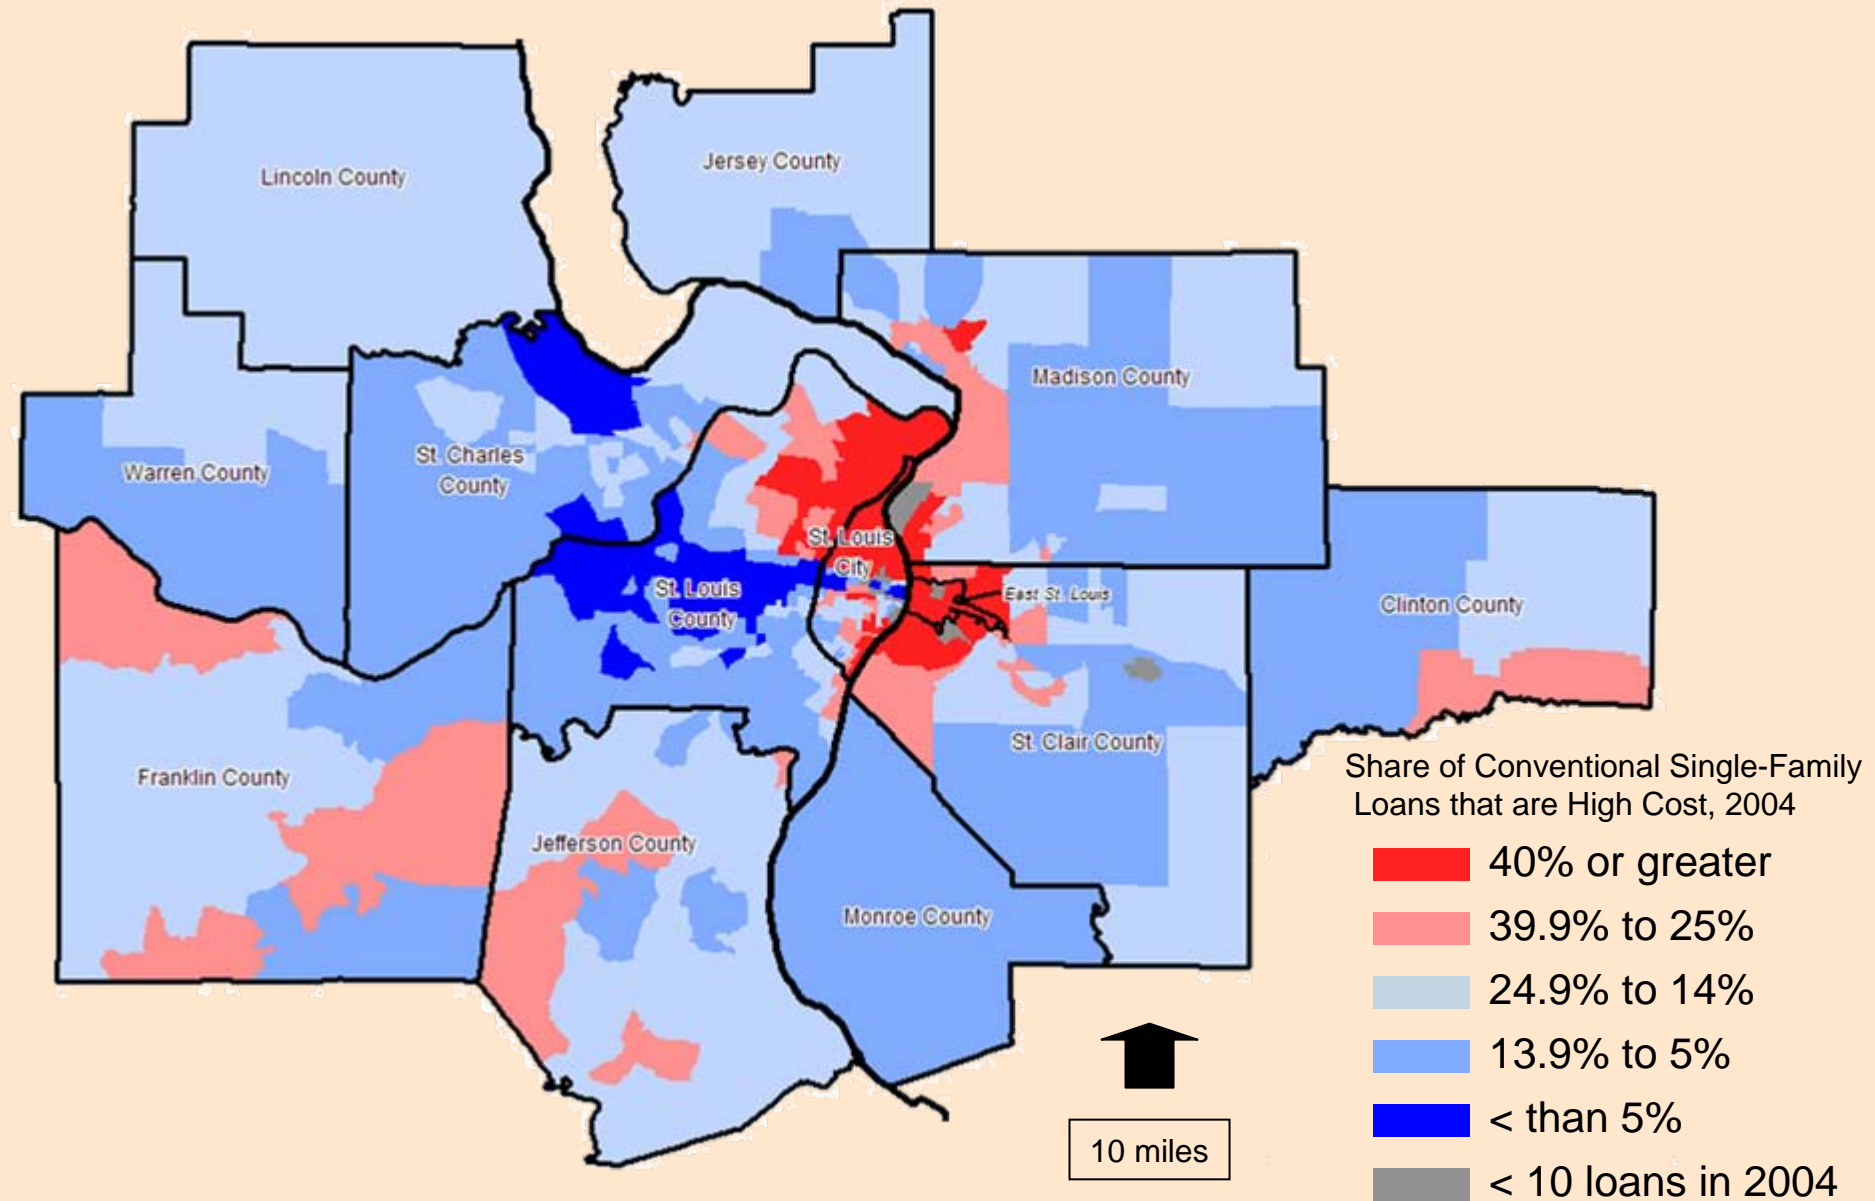 Lincoln County
Jersey County
Madison County
Warren County
St. Charles
County
St. Louis
City
St. Louis
County
East St. Louis
Clinton County
St. Clair County
Franklin County
Jefferson County
Monroe County
Share of Conventional Single-Family
Loans that are High Cost, 2004
40% or greater
39.9% to 25%
24.9% to 14%
13.9% to 5%
< than 5%
< 10 loans in 2004
10 miles